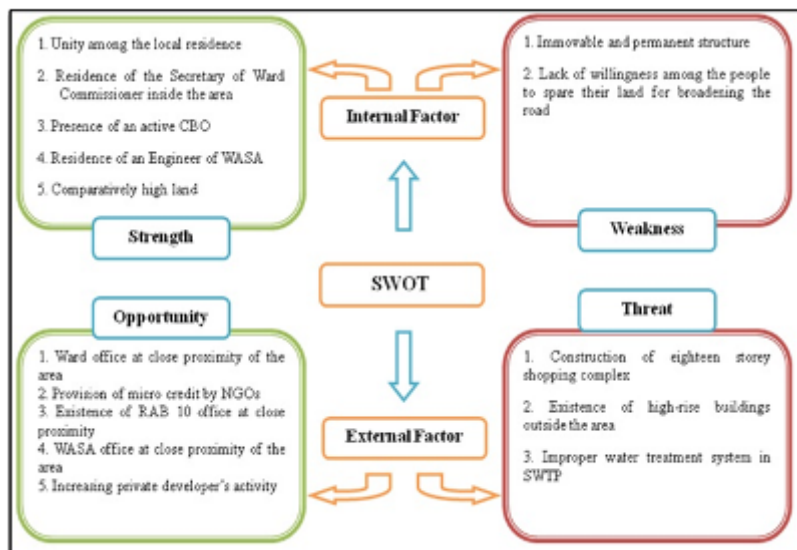 1. Unity among the local residence
2. Residence of the Secretary of Ward
Commissioner inside the area
3. Presence of an active CBO
4. Residence of an Engineer of WASA
5. Comparatively high land
Strength
Internal Factor
1. Immovable and permanent structure
2. Lack of willingness among the people
to spare their land for broadening the
road
Weakness
SWOT
Opportunity
1. Ward office at close proximity of the
area
2. Provision of micro credit by NGOs
3. Existence of RAB 10 office at close
proximity
4. WASA office at close proximity of the
area
5. Increasing private developer's activity
External Factor
Threat
1. Construction of eighteen storey
shopping complex
2. Existence of high-rise buildings
outside the area
3. Improper water treatment system in
SWTP